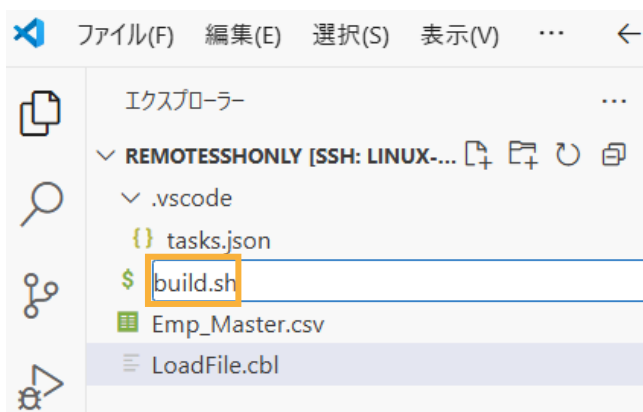 ファイル(F) 編集(E) 選択(S) 表示(V) ...
エクスプローラー ...
REMOTESSHONLY [SSH: LINUX-...
.vscode
{} tasks.json
$ build.sh
Emp_Master.csv
LoadFile.cbl